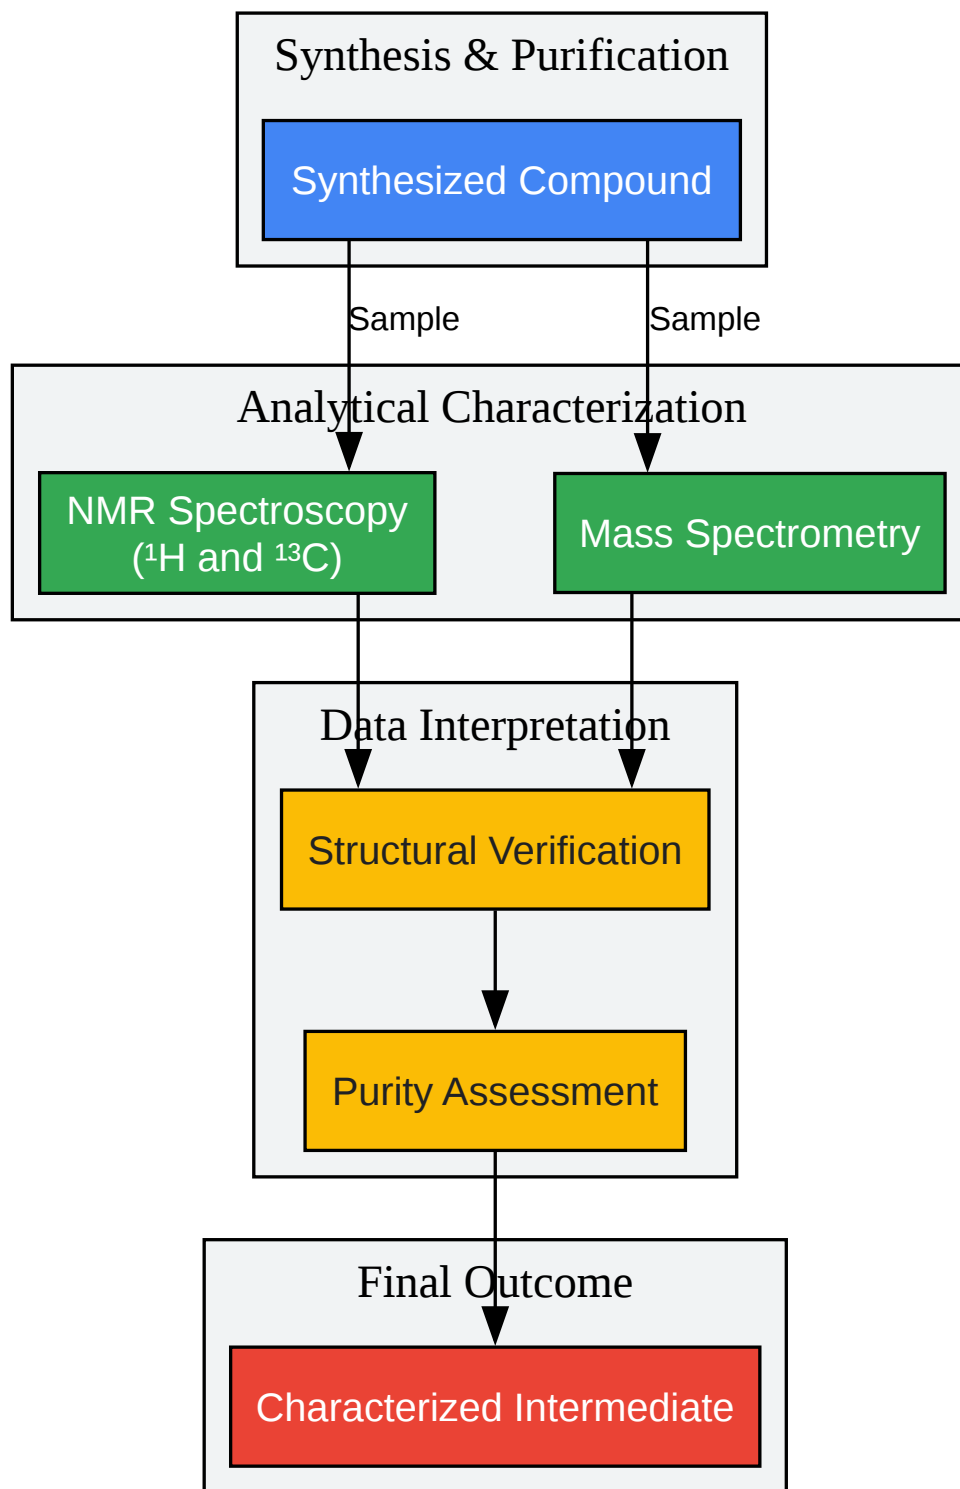 Synthesis & Purification
Synthesized Compound
Sample
Sample
Analytical Characterization
NMR Spectroscopy
(¹H and ¹³C)
Mass Spectrometry
Data Interpretation
Structural Verification
Purity Assessment
Final Outcome
Characterized Intermediate